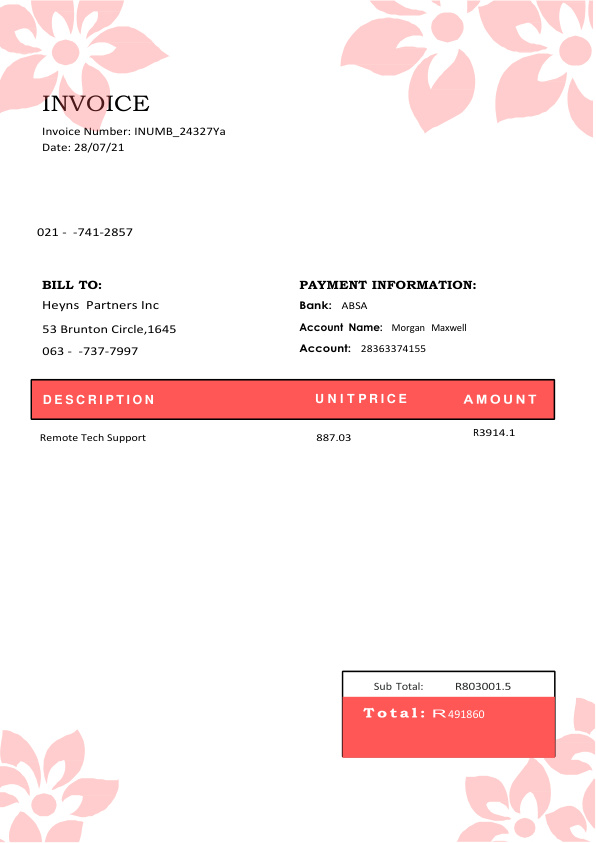 INVOICE
Invoice Number: INUMB_24327Ya
Date: 28/07/21
021 - -741-2857
BILL TO: PAYMENT INFORMATION:
Heyns Partners Inc Bank: ABSA
53 Brunton Circle,1645 Account Name: Morgan Maxwell
063 - -737-7997 Account: 28363374155
DESCRIPTION UNITPRICE AMOUNT
Remote Tech Support 887.03 R3914.1
Sub Total: R803001.5
Total: R491860